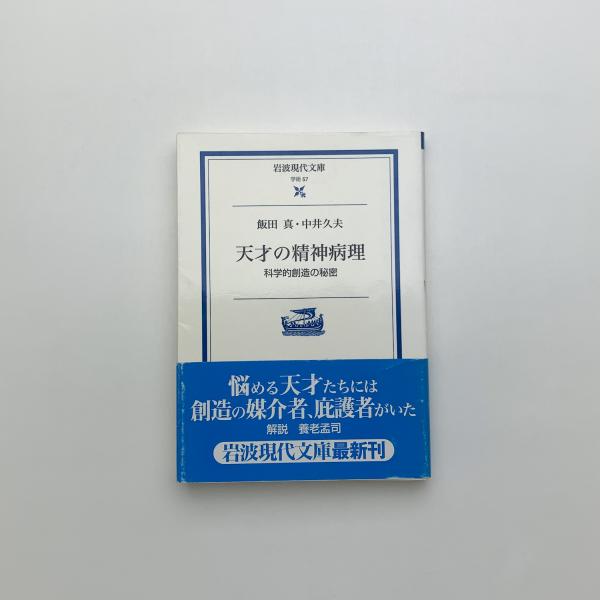 岩波現代文庫
学術 57
飯田 真・中井久夫
天才の精神病理
科学的創造の秘密
悩める天才たちには
創造の媒介者、庇護者がいた
解説 養老孟司
岩波現代文庫最新刊